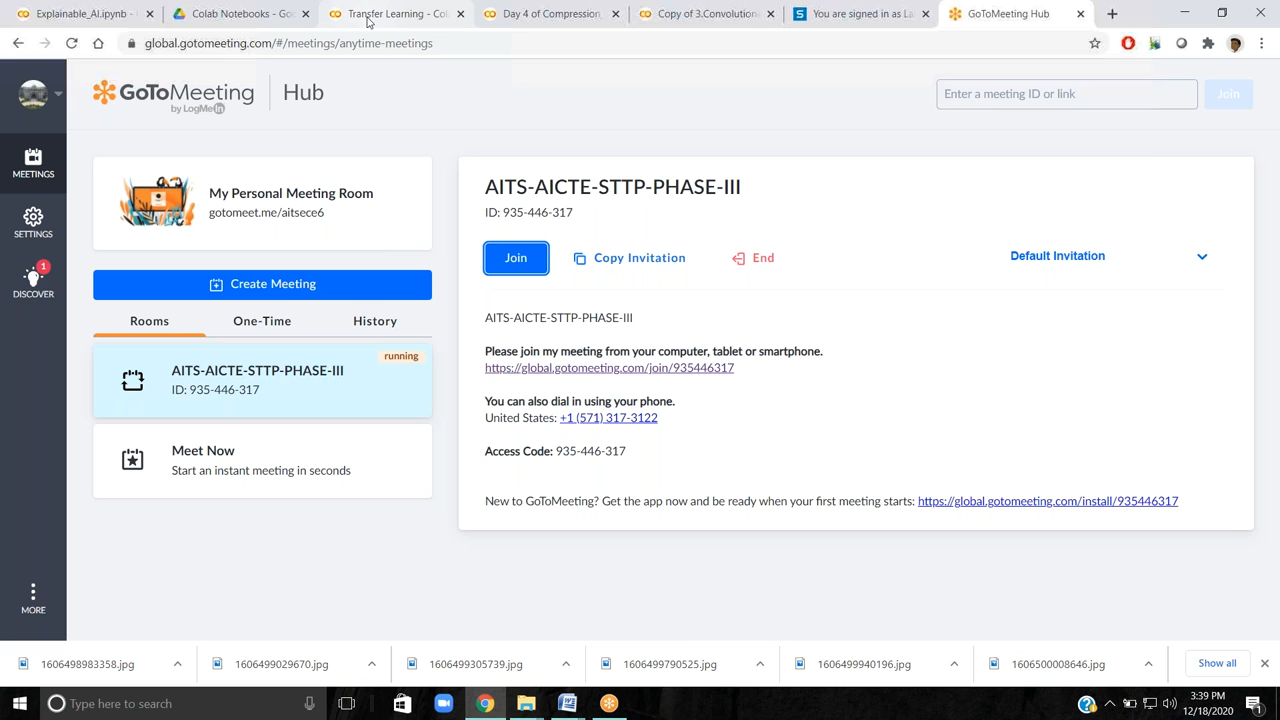 Explainable_AI.ipynb - Co
Colab Notebooks - Go
Transfer Learning - Col
Day 4 of Compression,
Copy of 3.Convolution
You are signed in as La
GoToMeeting Hub
global.gotomeeting.com/#/meetings/anytime-meetings
GoToMeeting
by LogMeIn
Hub
Enter a meeting ID or link
Join
MEETINGS
SETTINGS
1
DISCOVER
MORE
My Personal Meeting Room
gotomeet.me/aitsece6
Create Meeting
Rooms
One-Time
History
running
AITS-AICTE-STTP-PHASE-III
ID: 935-446-317
Meet Now
Start an instant meeting in seconds
AITS-AICTE-STTP-PHASE-III
ID: 935-446-317
Join
Copy Invitation
End
Default Invitation
AITS-AICTE-STTP-PHASE-III
Please join my meeting from your computer, tablet or smartphone.
https://global.gotomeeting.com/join/935446317
You can also dial in using your phone.
United States: +1 (571) 317-3122
Access Code: 935-446-317
New to GoToMeeting? Get the app now and be ready when your first meeting starts: https://global.gotomeeting.com/install/935446317
1606498983358.jpg
1606499029670.jpg
1606499305739.jpg
1606499790525.jpg
1606499940196.jpg
1606500008646.jpg
Show all
Type here to search
3:39 PM
12/18/2020
1